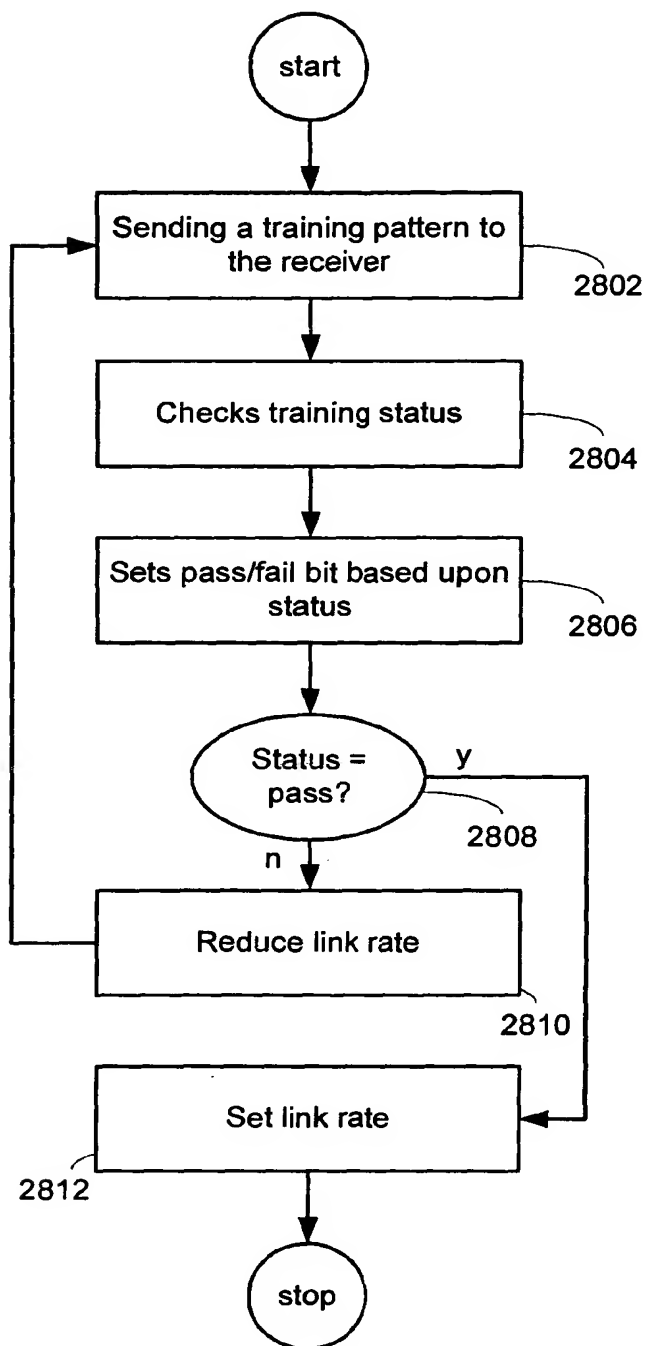 start
Sending a training pattern to
the receiver
2802
Checks training status
2804
Sets pass/fail bit based upon
status
2806
Status =
pass?
y
2808
n
Reduce link rate
2810
Set link rate
2812
stop